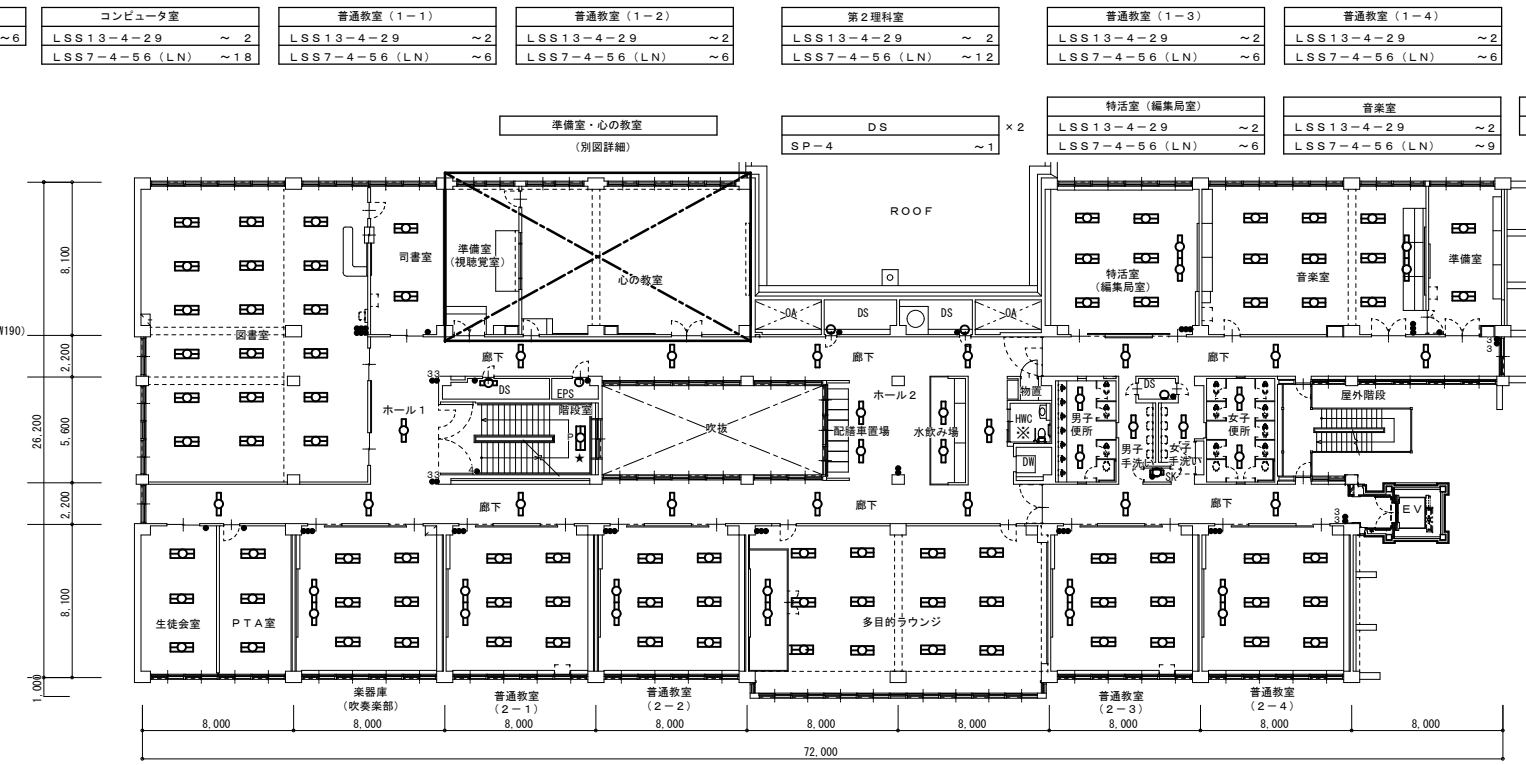 コンピュータ室
普通教室（１－１）
普通教室（１－２）
第２理科室
普通教室（１－３）
普通教室（１－４）
～６
ＬＳＳ１３－４－２９ ～ ２
ＬＳＳ１３－４－２９ ～２
ＬＳＳ１３－４－２９ ～２
ＬＳＳ１３－４－２９ ～ ２
ＬＳＳ１３－４－２９ ～２
ＬＳＳ１３－４－２９ ～２
ＬＳＳ７－４－５６（ＬＮ） ～１８
ＬＳＳ７－４－５６（ＬＮ） ～６
ＬＳＳ７－４－５６（ＬＮ） ～６
ＬＳＳ７－４－５６（ＬＮ） ～１２
ＬＳＳ７－４－５６（ＬＮ） ～６
ＬＳＳ７－４－５６（ＬＮ） ～６
準備室・心の教室
（別図詳細）
ＤＳ ×２
ＳＰ－４ ～１
特活室（編集局室）
ＬＳＳ１３－４－２９ ～２
ＬＳＳ７－４－５６（ＬＮ） ～６
音楽室
ＬＳＳ１３－４－２９ ～２
ＬＳＳ７－４－５６（ＬＮ） ～９
ＲＯＯＦ
8,100
司書室
準備室
（視聴覚室）
心の教室
特活室
（編集局室）
音楽室
準備室
W190)
図書室
OA
DS
DS
OA
2,200
廊下
廊下
廊下
3
3
33
DS
EPS
階段室
ホール１
吹抜
ホール２
配膳車置場
水飲み場
物置
HWC
※
DW
男子
便所
DS
男子
手洗い
女子
手洗い
SK
女子
便所
屋外階段
26,200
5,600
P
★
4
33
2,200
廊下
廊下
廊下
3
3
ＥＶ
8,100
生徒会室
ＰＴＡ室
多目的ラウンジ
1,000
楽器庫
（吹奏楽部）
普通教室
（２－１）
普通教室
（２－２）
普通教室
（２－３）
普通教室
（２－４）
8,000
8,000
8,000
8,000
8,000
8,000
8,000
8,000
8,000
72,000